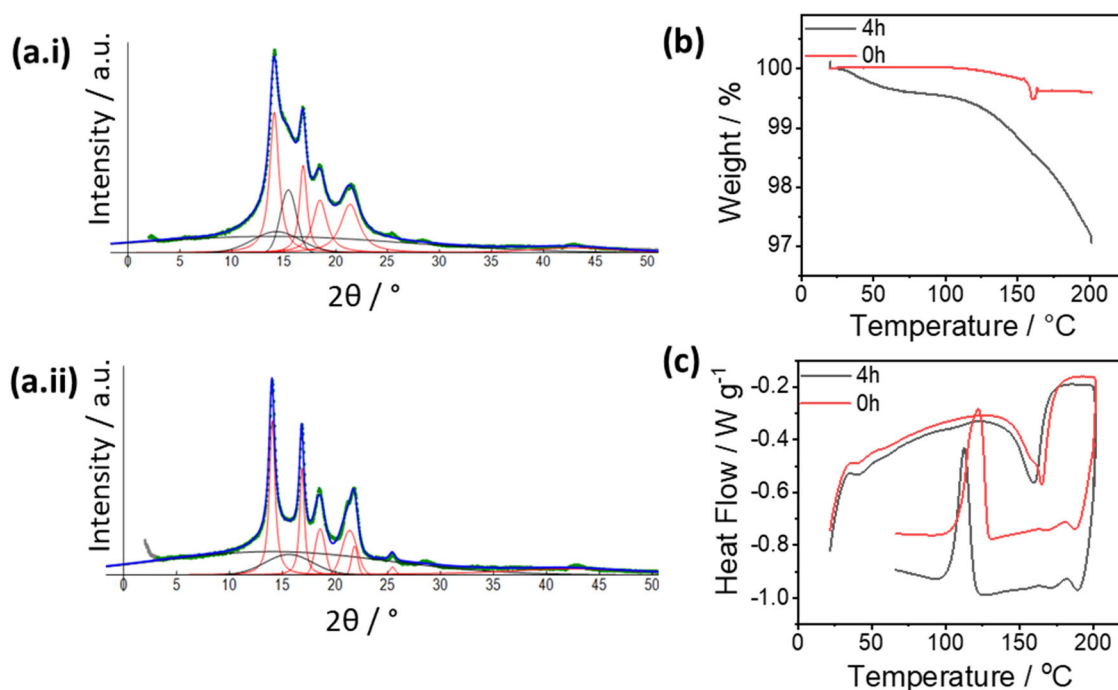 (a.i)
Intensity / a.u.
0 5 10 15 20 25 30 35 40 45 50
2θ / °
(a.ii)
Intensity / a.u.
0 5 10 15 20 25 30 35 40 45 50
2θ / °
(b)
4h
0h
100
99
98
97
Weight / %
0 50 100 150 200
Temperature / °C
(c)
4h
0h
-0.2
-0.4
-0.6
-0.8
-1.0
Heat Flow / W g⁻¹
0 50 100 150 200
Temperature / ºC